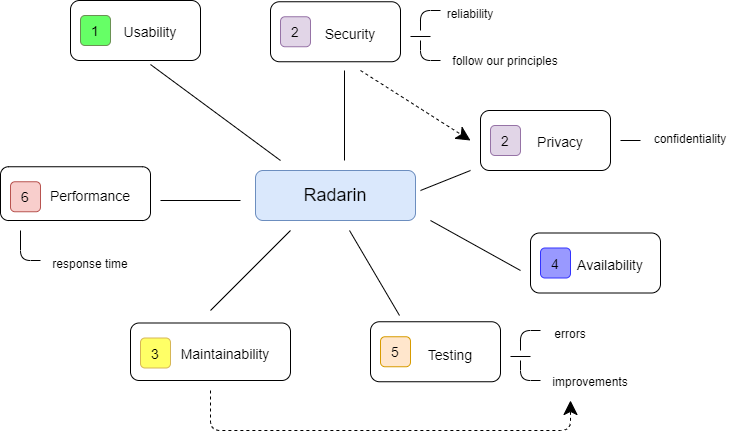 1 Usability
2 Security
reliability
follow our principles
2 Privacy
confidentiality
6 Performance
response time
Radarin
4 Availability
3 Maintainability
5 Testing
errors
improvements